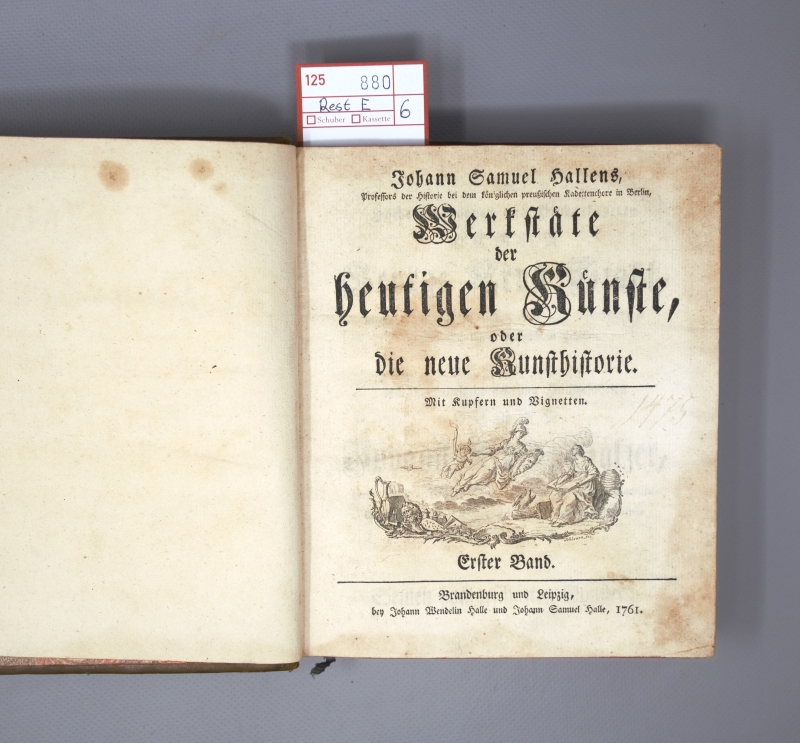 125 880
Rest E 6
Schuber Kassette
Johann Samuel Hallens,
Professors der Historie bei dem königlichen preußischen Kadettenchore in Berlin,
Werkstäte
der
heutigen Künste,
oder
die neue Kunsthistorie.
Mit Kupfern und Vignetten.
Erster Band.
Brandenburg und Leipzig,
bey Johann Wendelin Halle und Johann Samuel Halle, 1761.